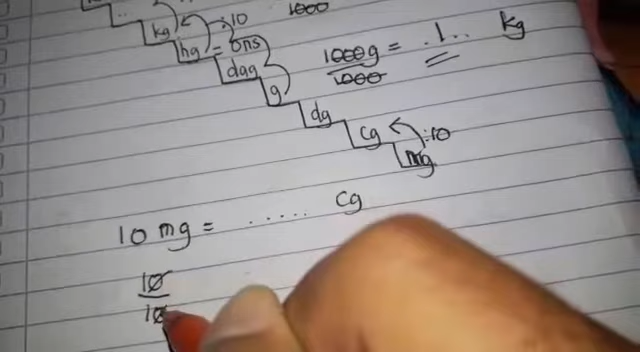 1000
kg :10
hg = ons
dag
1000g = .1.. kg
1000
g
dg
cg :10
mg
10 mg = ..... cg
10
10